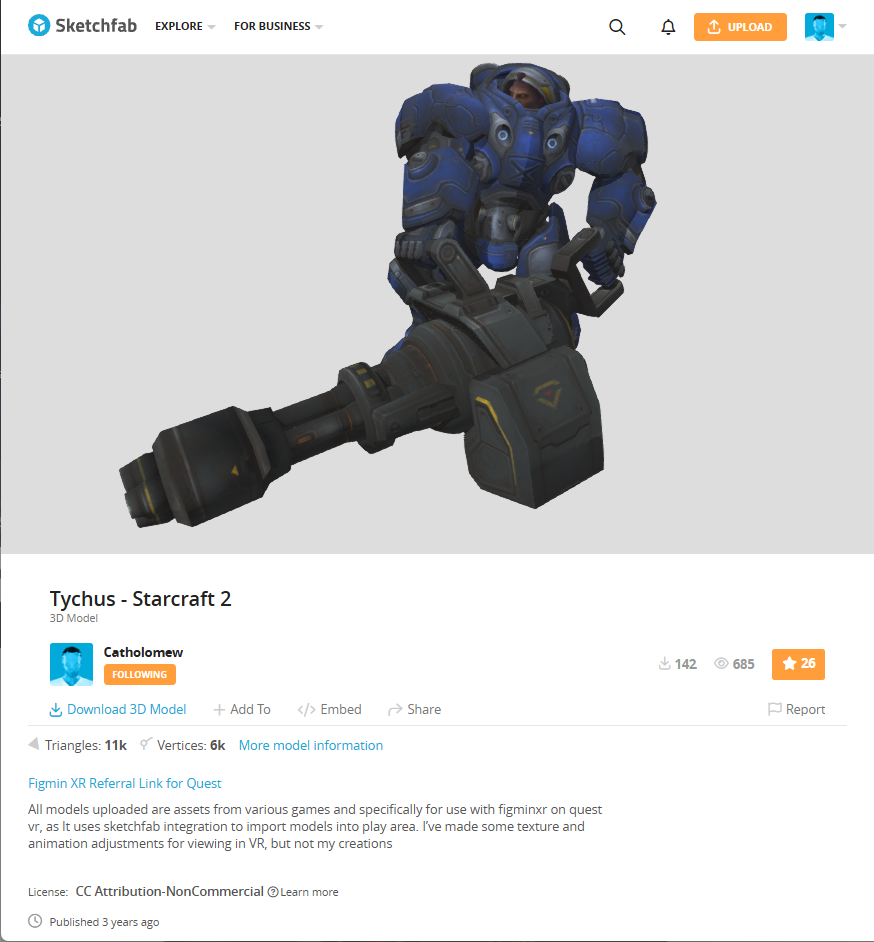 Sketchfab EXPLORE FOR BUSINESS UPLOAD
Tychus - Starcraft 2
3D Model
Catholomew
FOLLOWING
142 685 26
Download 3D Model Add To Embed Share Report
Triangles: 11k Vertices: 6k More model information
Figmin XR Referral Link for Quest
All models uploaded are assets from various games and specifically for use with figminxr on quest
vr, as It uses sketchfab integration to import models into play area. I've made some texture and
animation adjustments for viewing in VR, but not my creations
License: CC Attribution-NonCommercial Learn more
Published 3 years ago